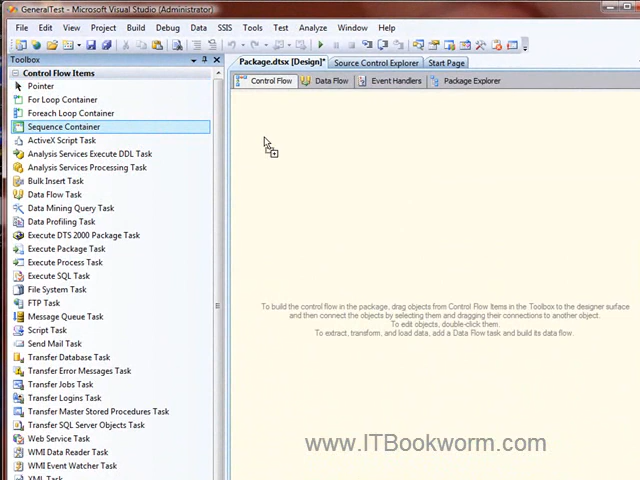 GeneralTest - Microsoft Visual Studio (Administrator)
File Edit View Project Build Debug Data SSIS Tools Test Analyze Window Help
Toolbox
Package.dtsx [Design]* Source Control Explorer Start Page
Control Flow Items
Control Flow Data Flow Event Handlers Package Explorer
Pointer
For Loop Container
Foreach Loop Container
Sequence Container
ActiveX Script Task
Analysis Services Execute DDL Task
Analysis Services Processing Task
Bulk Insert Task
Data Flow Task
Data Mining Query Task
Data Profiling Task
Execute DTS 2000 Package Task
Execute Package Task
Execute Process Task
Execute SQL Task
File System Task
FTP Task
Message Queue Task
Script Task
Send Mail Task
Transfer Database Task
Transfer Error Messages Task
Transfer Jobs Task
Transfer Logins Task
Transfer Master Stored Procedures Task
Transfer SQL Server Objects Task
Web Service Task
WMI Data Reader Task
WMI Event Watcher Task
XML Task
To build the control flow in the package, drag objects from Control Flow Items in the Toolbox to the designer surface
and then connect the objects by selecting them and dragging their connections to another object.
To edit objects, double-click them.
To extract, transform, and load data, add a Data Flow task and build its data flow.
www.ITBookworm.com